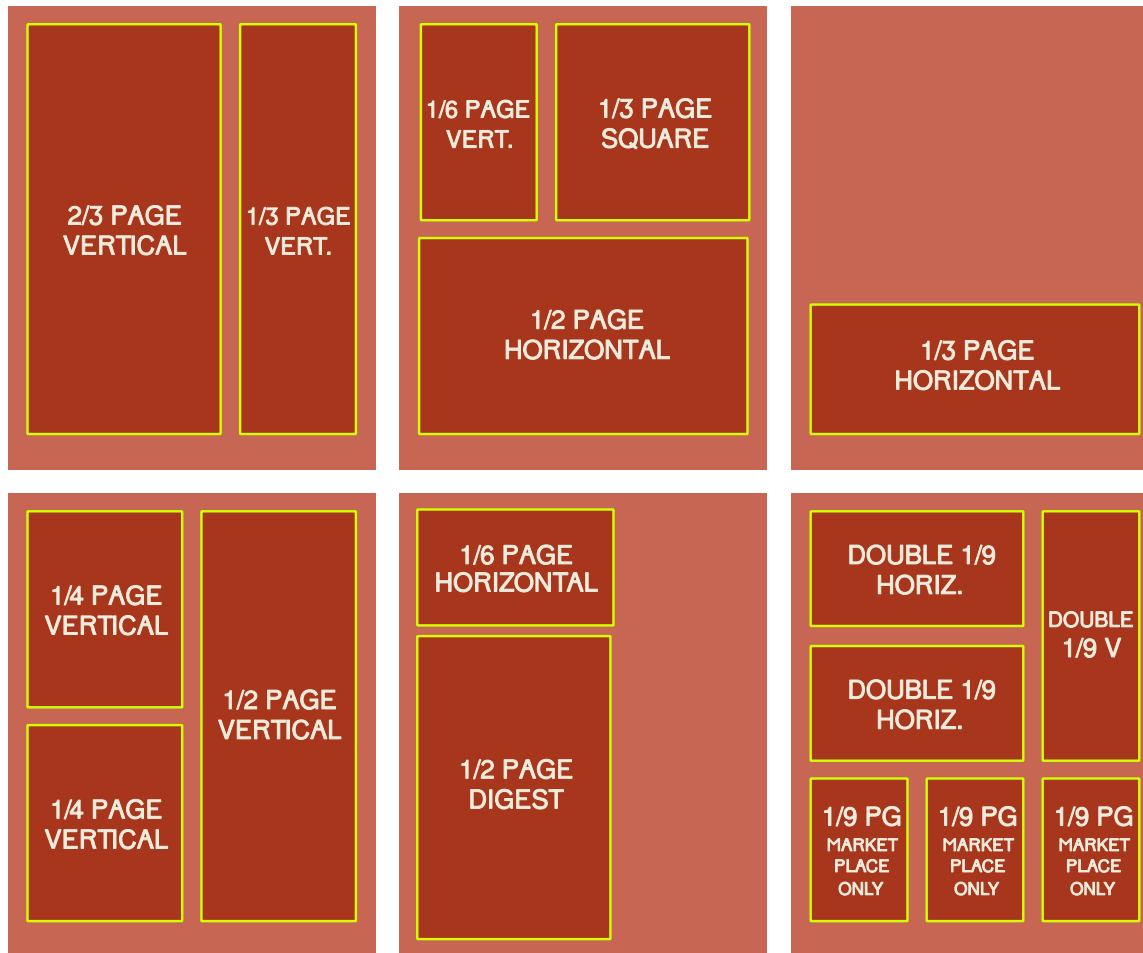 2/3 PAGE
VERTICAL
1/3 PAGE
VERT.
1/6 PAGE
VERT.
1/3 PAGE
SQUARE
1/2 PAGE
HORIZONTAL
1/3 PAGE
HORIZONTAL
1/4 PAGE
VERTICAL
1/4 PAGE
VERTICAL
1/2 PAGE
VERTICAL
1/6 PAGE
HORIZONTAL
1/2 PAGE
DIGEST
DOUBLE 1/9
HORIZ.
DOUBLE 1/9
HORIZ.
DOUBLE
1/9 V
1/9 PG
MARKET
PLACE
ONLY
1/9 PG
MARKET
PLACE
ONLY
1/9 PG
MARKET
PLACE
ONLY